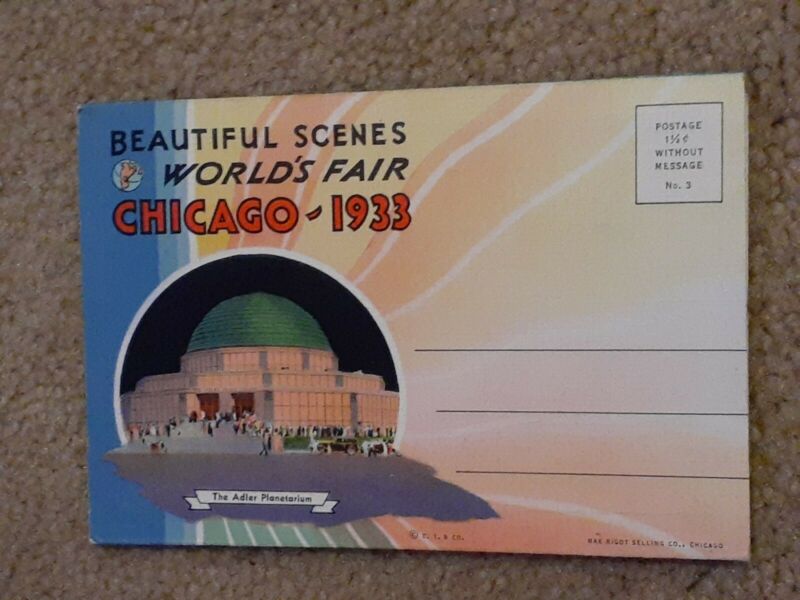 BEAUTIFUL SCENES
WORLD'S FAIR
CHICAGO - 1933
POSTAGE
1½ ¢
WITHOUT
MESSAGE
No. 3
The Adler Planetarium
© C. T. & CO.
MAX RIGOT SELLING CO., CHICAGO